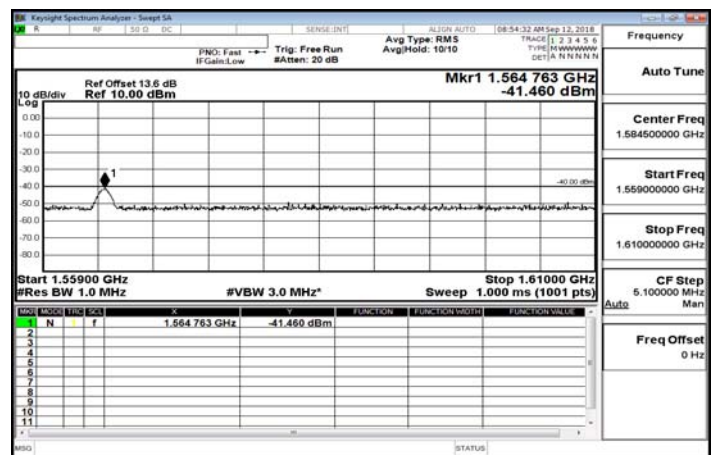 Keysight Spectrum Analyzer - Swept SA
R RF 50 Ω DC SENSE:INT ALIGN AUTO 08:54:32 AM Sep 12, 2018
PNO: Fast Trig: Free Run Avg Type: RMS TRACE 1 2 3 4 5 6
IFGain:Low #Atten: 20 dB Avg|Hold: 10/10 TYPE MWWWWW
DET A N N N N N
Frequency
Auto Tune
Mkr1 1.564 763 GHz
Ref Offset 13.6 dB
10 dB/div Ref 10.00 dBm -41.460 dBm
Log
0.00
-10.0
-20.0
-30.0
-40.0
-50.0
-60.0
-70.0
-80.0
1
-40.00 dBm
Center Freq
1.584500000 GHz
Start Freq
1.559000000 GHz
Stop Freq
1.610000000 GHz
Start 1.55900 GHz Stop 1.61000 GHz
#Res BW 1.0 MHz #VBW 3.0 MHz* Sweep 1.000 ms (1001 pts)
CF Step
5.100000 MHz
Auto Man
Freq Offset
0 Hz
MKR MODE TRC SCL X Y FUNCTION FUNCTION WIDTH FUNCTION VALUE
1 N 1 f 1.564 763 GHz -41.460 dBm
2
3
4
5
6
7
8
9
10
11
MSG STATUS